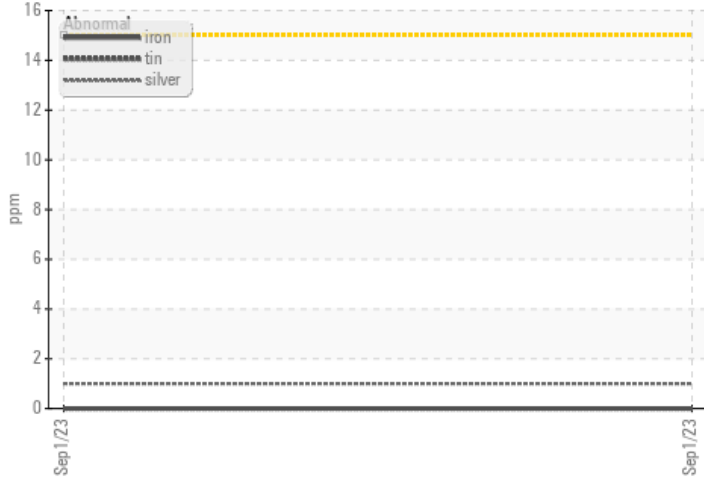 16
14
12
10
8
6
4
2
0
ppm
Abnormal
iron
tin
silver
Sep1/23
Sep1/23